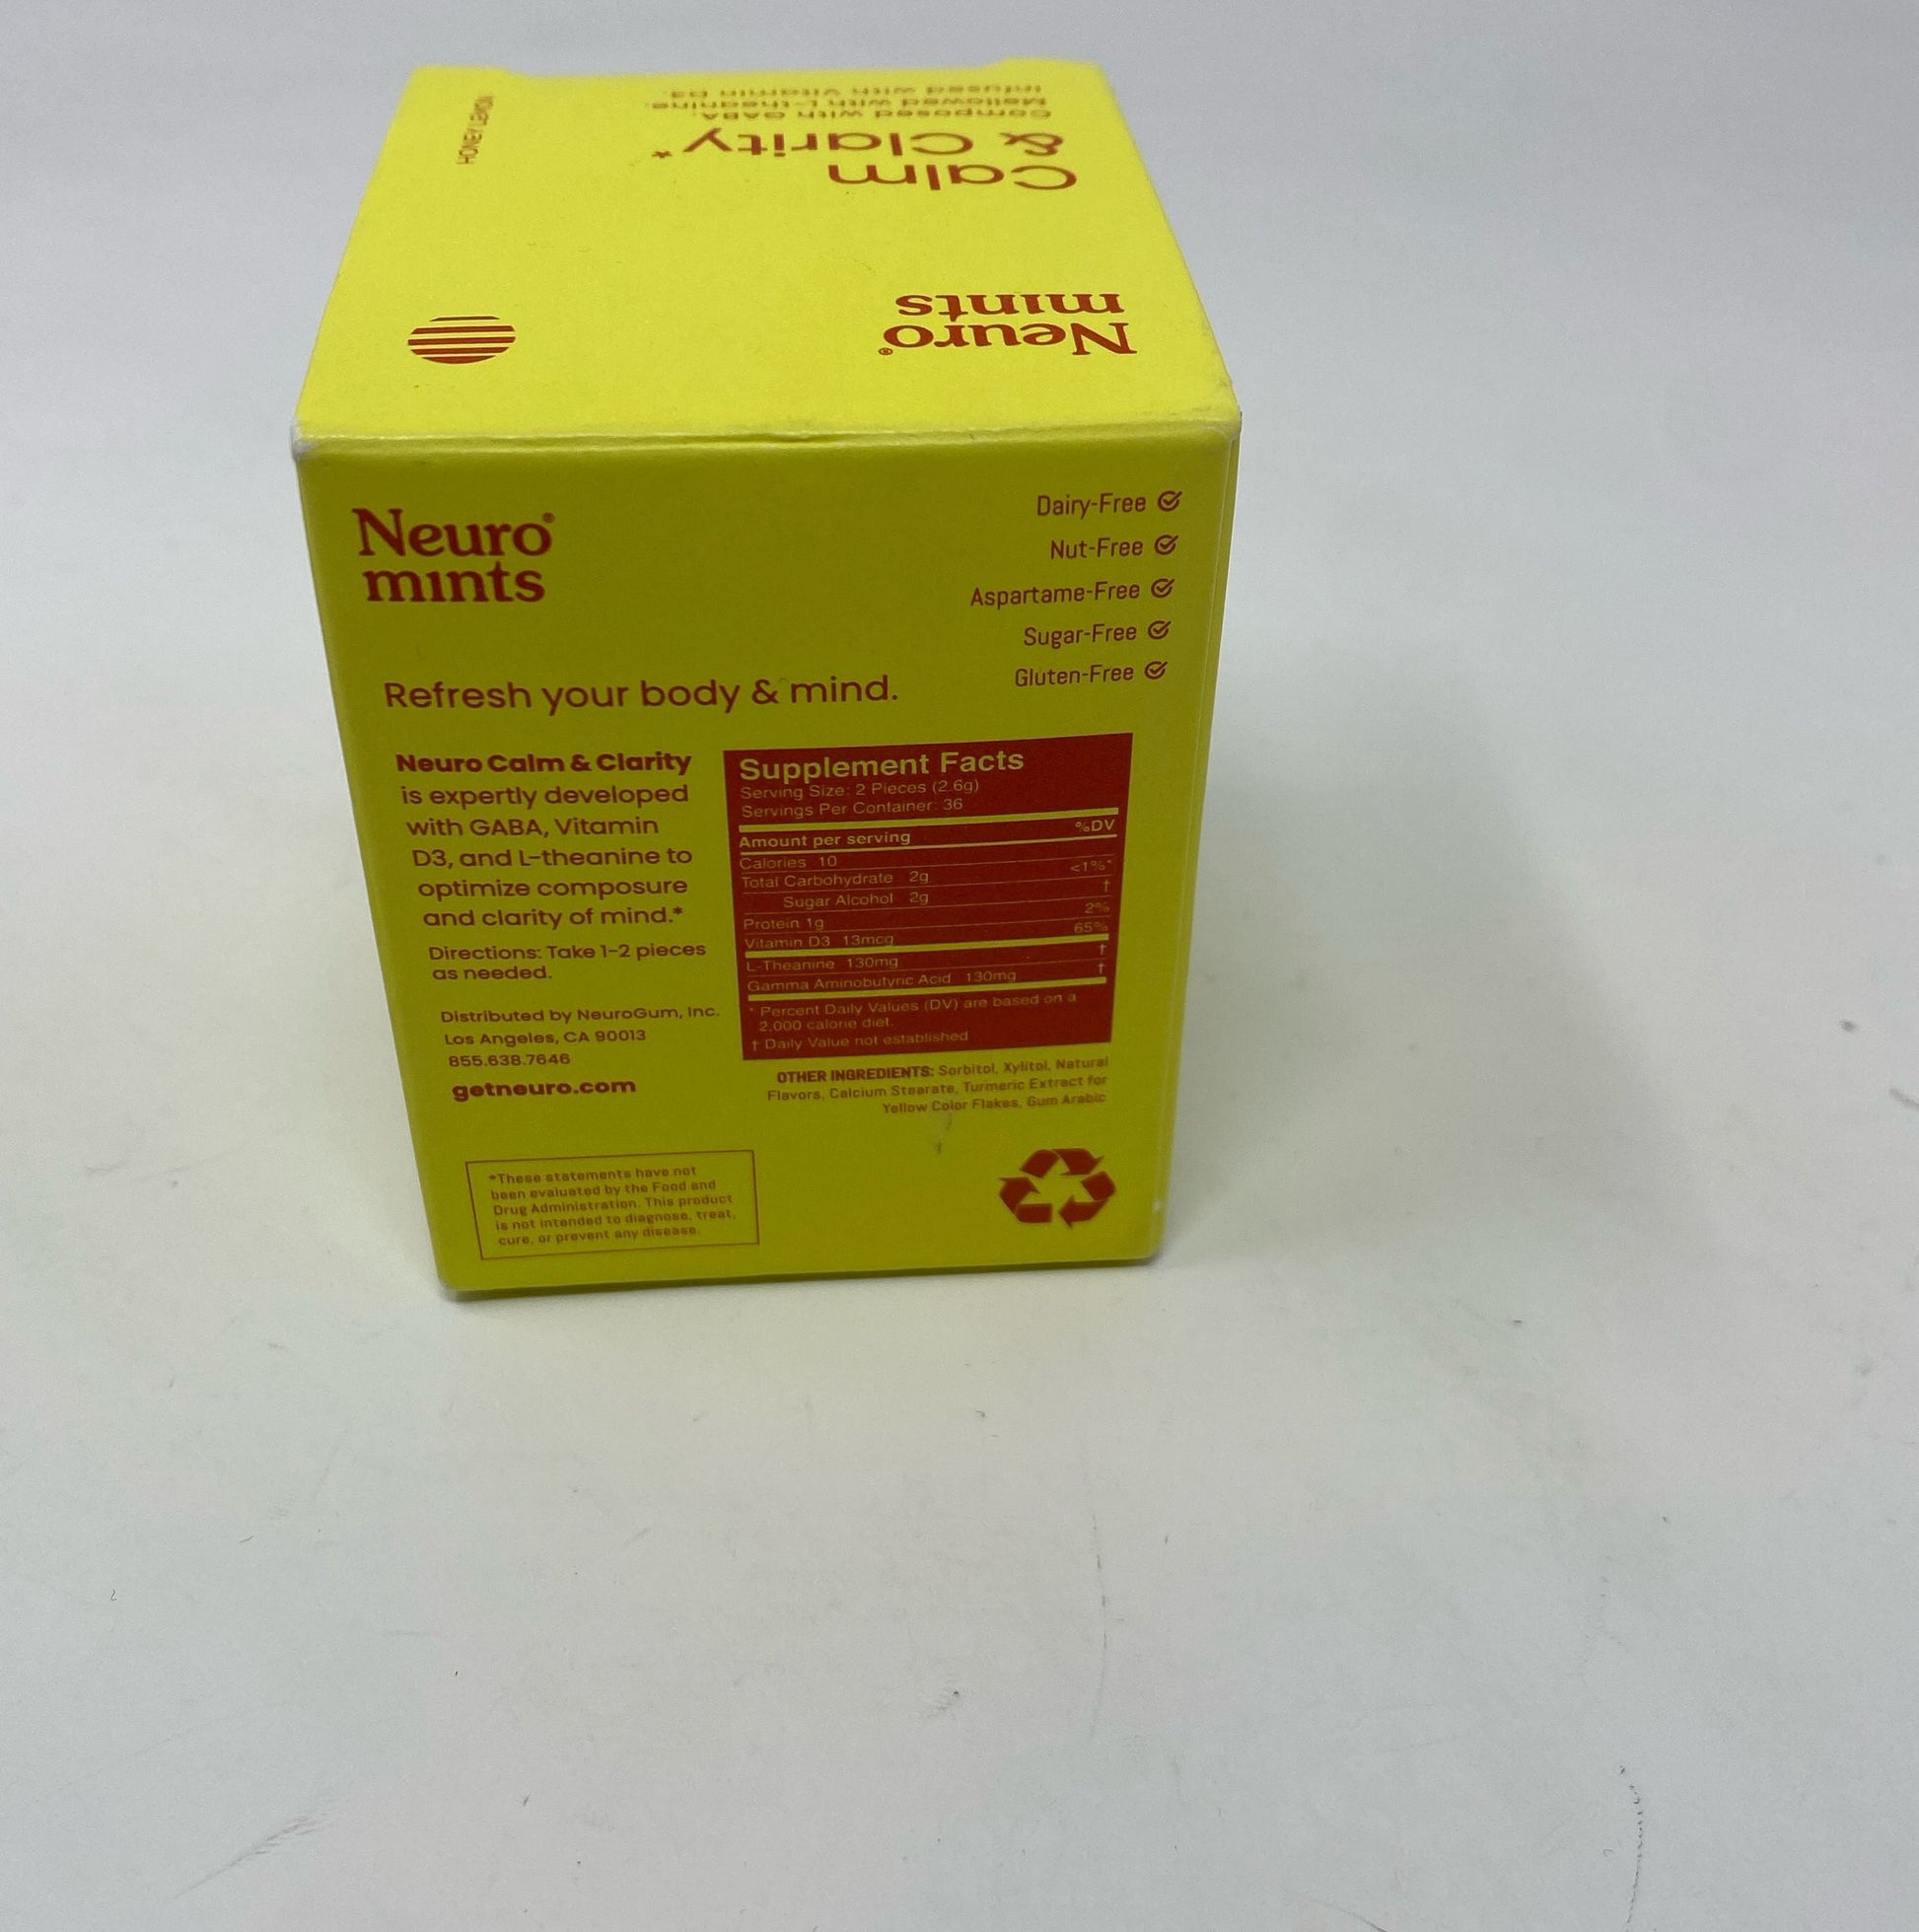 HONEY LEMON
Neuro®
mints
Calm
& Clarity*
Composed with GABA.
Mellowed with L-theanine.
Infused with Vitamin D3.
Neuro®
mints
Dairy-Free
Nut-Free
Aspartame-Free
Sugar-Free
Gluten-Free
Refresh your body & mind.
Neuro Calm & Clarity
is expertly developed
with GABA, Vitamin
D3, and L-theanine to
optimize composure
and clarity of mind.*
Directions: Take 1-2 pieces
as needed.
Distributed by NeuroGum, Inc.
Los Angeles, CA 90013
855.638.7646
getneuro.com
Supplement Facts
Serving Size: 2 Pieces (2.6g)
Servings Per Container: 36
Amount per serving %DV
Calories 10
Total Carbohydrate 2g <1%*
Sugar Alcohol 2g †
Protein 1g 2%
Vitamin D3 13mcg 65%
L-Theanine 130mg †
Gamma Aminobutyric Acid 130mg †
* Percent Daily Values (DV) are based on a
2,000 calorie diet.
† Daily Value not established
OTHER INGREDIENTS: Sorbitol, Xylitol, Natural
Flavors, Calcium Stearate, Turmeric Extract for
Yellow Color Flakes, Gum Arabic
*These statements have not
been evaluated by the Food and
Drug Administration. This product
is not intended to diagnose, treat,
cure, or prevent any disease.